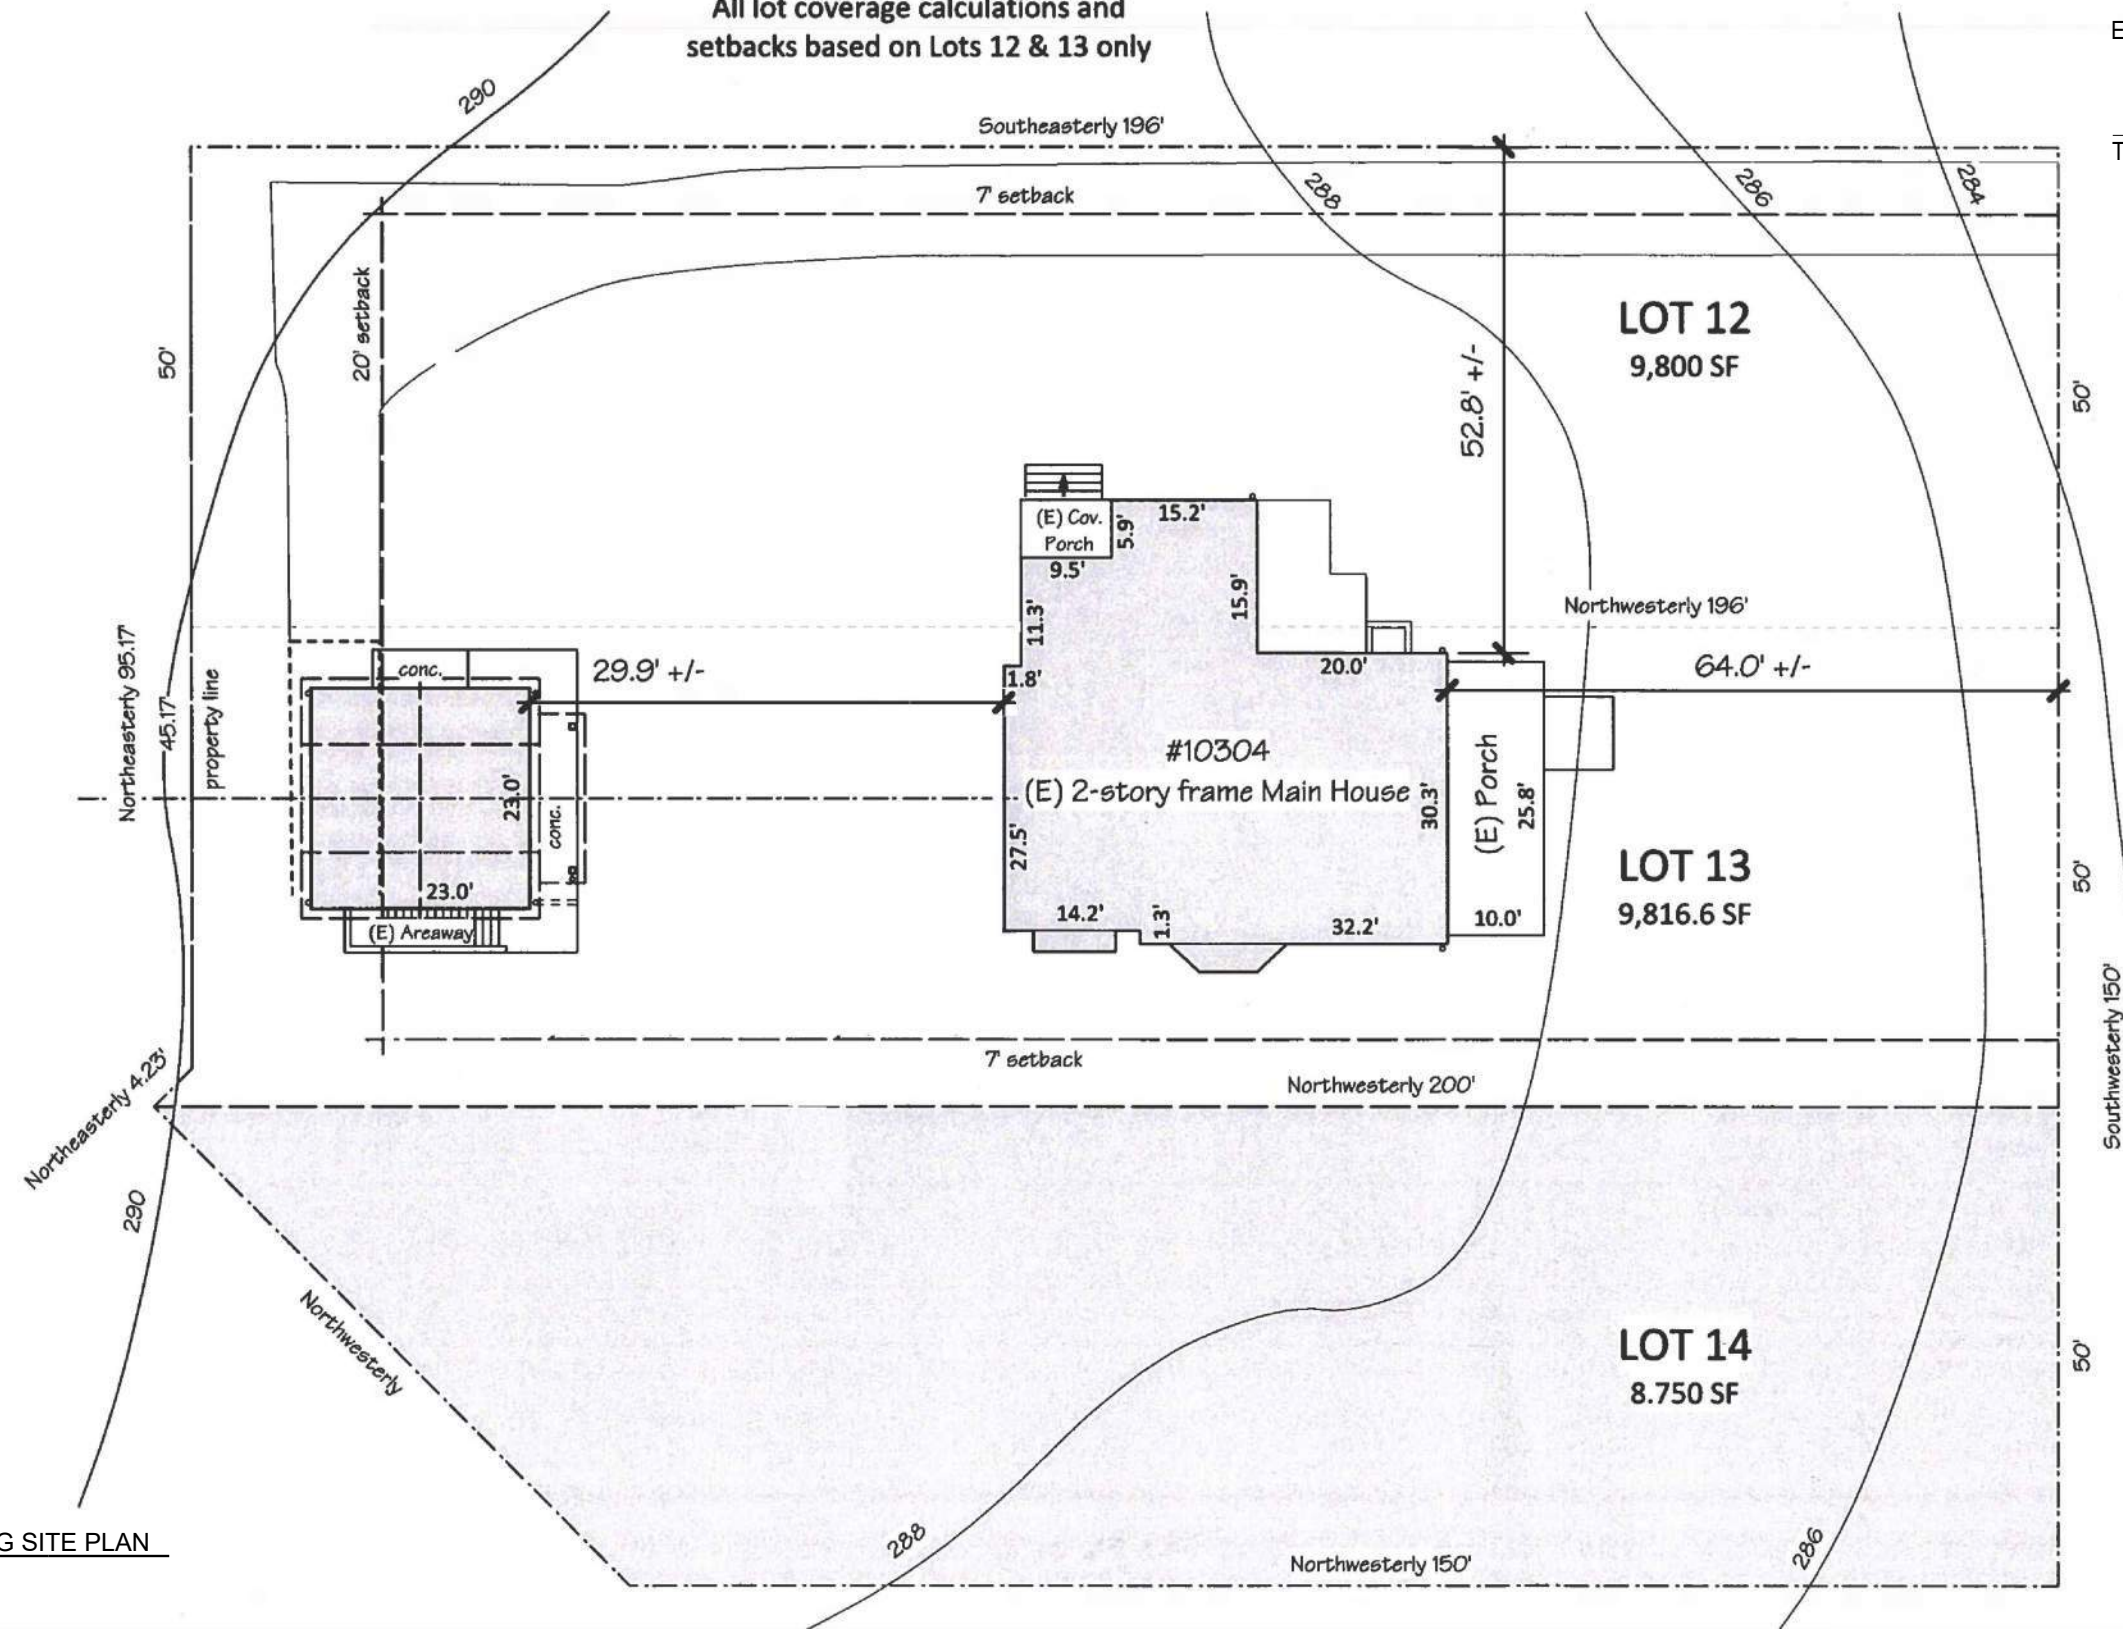 All lot coverage calculations and
setbacks based on Lots 12 & 13 only
E
T
290
Southeasterly 196'
7' setback
288
286
284
20' setback
50'
LOT 12
9,800 SF
52.8' +/-
50'
(E) Cov.
Porch
5.9'
15.2'
9.5'
11.3'
15.9'
Northwesterly 196'
Northeasterly 95.17'
45.17'
property line
conc.
29.9' +/-
1.8'
20.0'
64.0' +/-
#10304
(E) 2-story frame Main House
30.3'
(E) Porch
25.8'
23.0'
conc.
27.5'
LOT 13
9,816.6 SF
50'
23.0'
(E) Areaway
14.2'
1.3'
32.2'
10.0'
Southwesterly 150'
7' setback
Northwesterly 200'
Northeasterly 4.23'
290
Northwesterly
LOT 14
8.750 SF
50'
288
286
G SITE PLAN
Northwesterly 150'